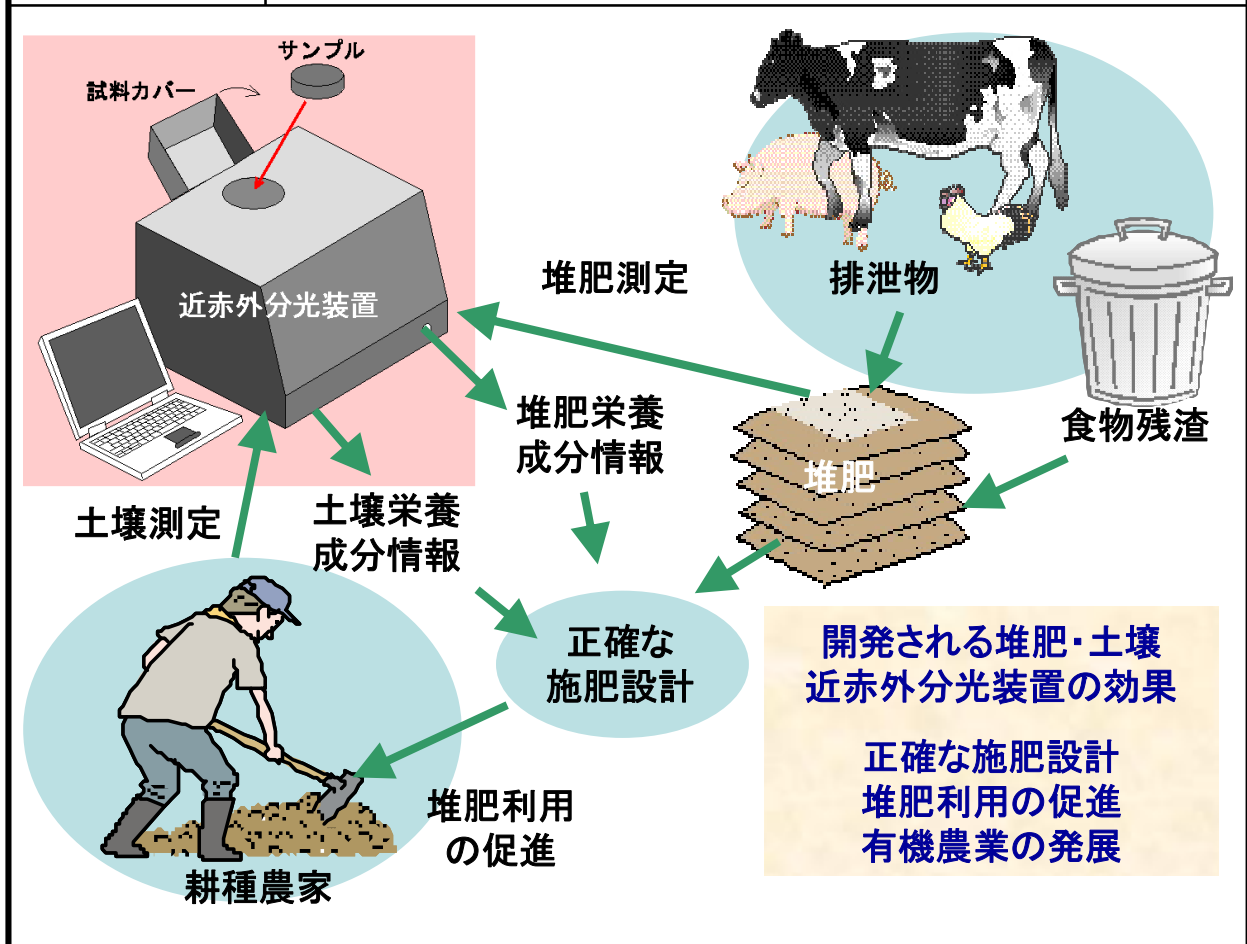 サンプル
試料カバー
近赤外分光装置
堆肥測定
排泄物
堆肥栄養
成分情報
食物残渣
堆肥
土壌測定
土壌栄養
成分情報
正確な
施肥設計
開発される堆肥・土壌
近赤外分光装置の効果
正確な施肥設計
堆肥利用の促進
有機農業の発展
堆肥利用
の促進
耕種農家